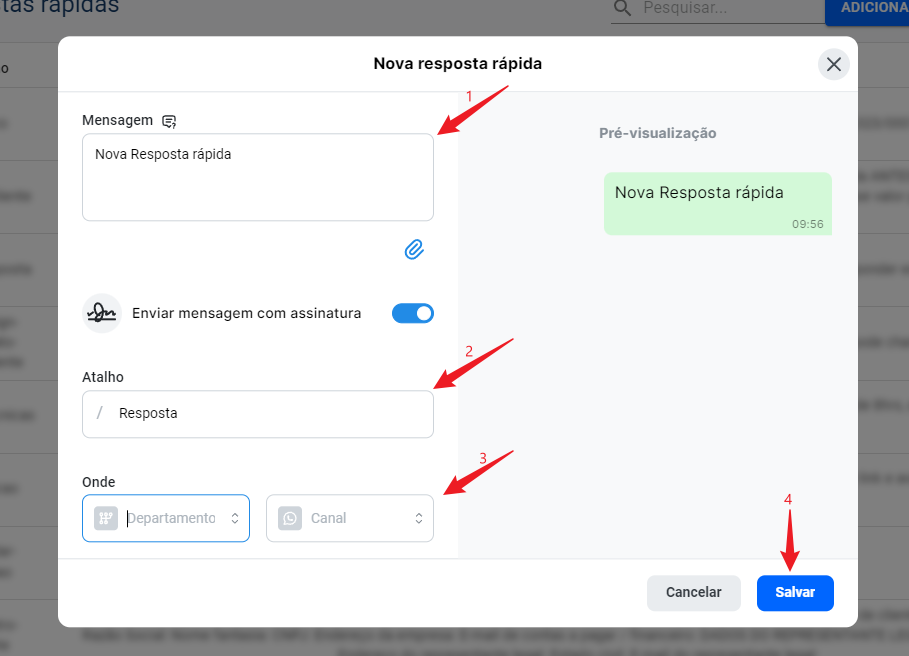 tas rápidas
Pesquisar...
ADICIONA
o
Nova resposta rápida
1
Mensagem
Nova Resposta rápida
Pré-visualização
Nova Resposta rápida
09:56
Enviar mensagem com assinatura
2
Atalho
/ Resposta
3
Onde
Departamento
Canal
4
Cancelar
Salvar